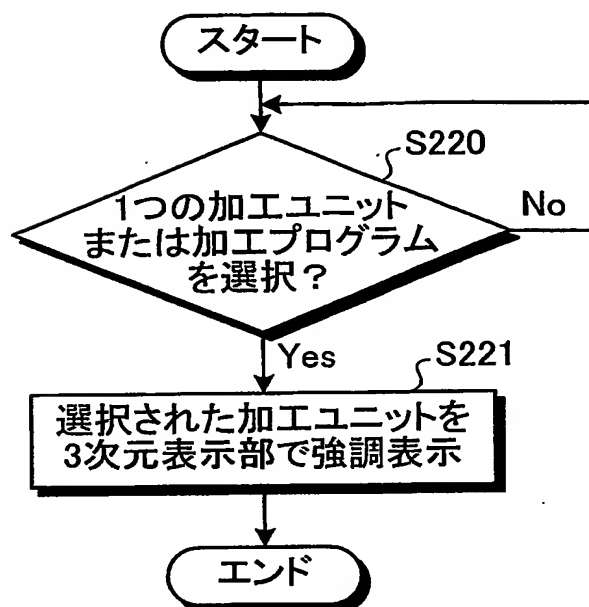 スタート
S220
1つの加工ユニット
または加工プログラム
を選択？
No
Yes
S221
選択された加工ユニットを
3次元表示部で強調表示
エンド